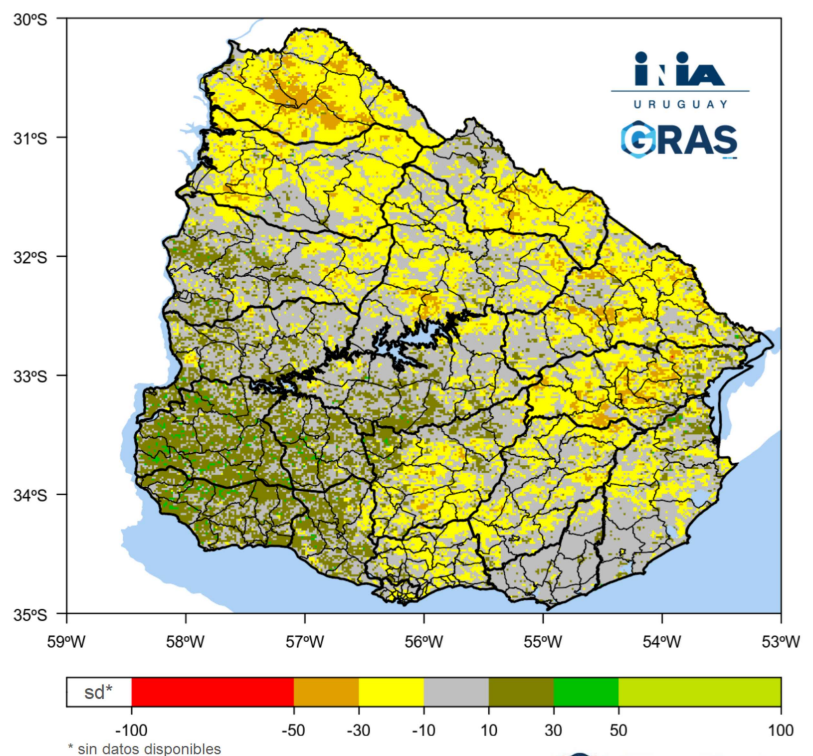 30ºS
iNiA
URUGUAY
GRAS
31ºS
32ºS
33ºS
34ºS
35ºS
59ºW 58ºW 57ºW 56ºW 55ºW 54ºW 53ºW
sd*
-100 -50 -30 -10 10 30 50 100
* sin datos disponibles